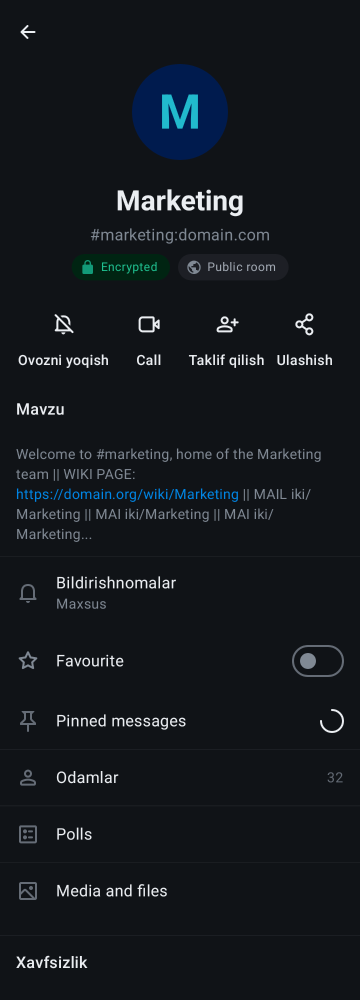 M
Marketing
#marketing:domain.com
Encrypted
Public room
Ovozni yoqish
Call
Taklif qilish
Ulashish
Mavzu
Welcome to #marketing, home of the Marketing
team || WIKI PAGE:
https://domain.org/wiki/Marketing || MAIL iki/
Marketing || MAI iki/Marketing || MAI iki/
Marketing...
Bildirishnomalar
Maxsus
Favourite
Pinned messages
Odamlar
32
Polls
Media and files
Xavfsizlik